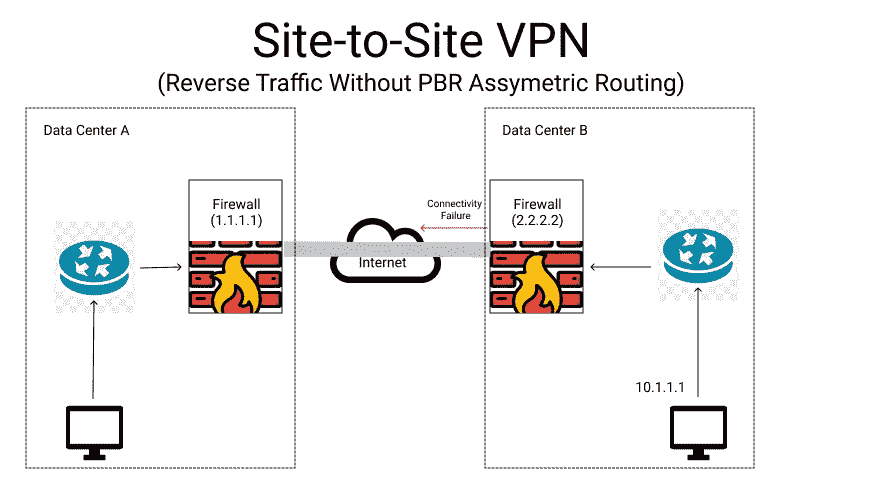 Site-to-Site VPN
(Reverse Traffic Without PBR Assymetric Routing)
Data Center A
Data Center B
Firewall
(1.1.1.1)
Connectivity
Failure
Firewall
(2.2.2.2)
Internet
10.1.1.1